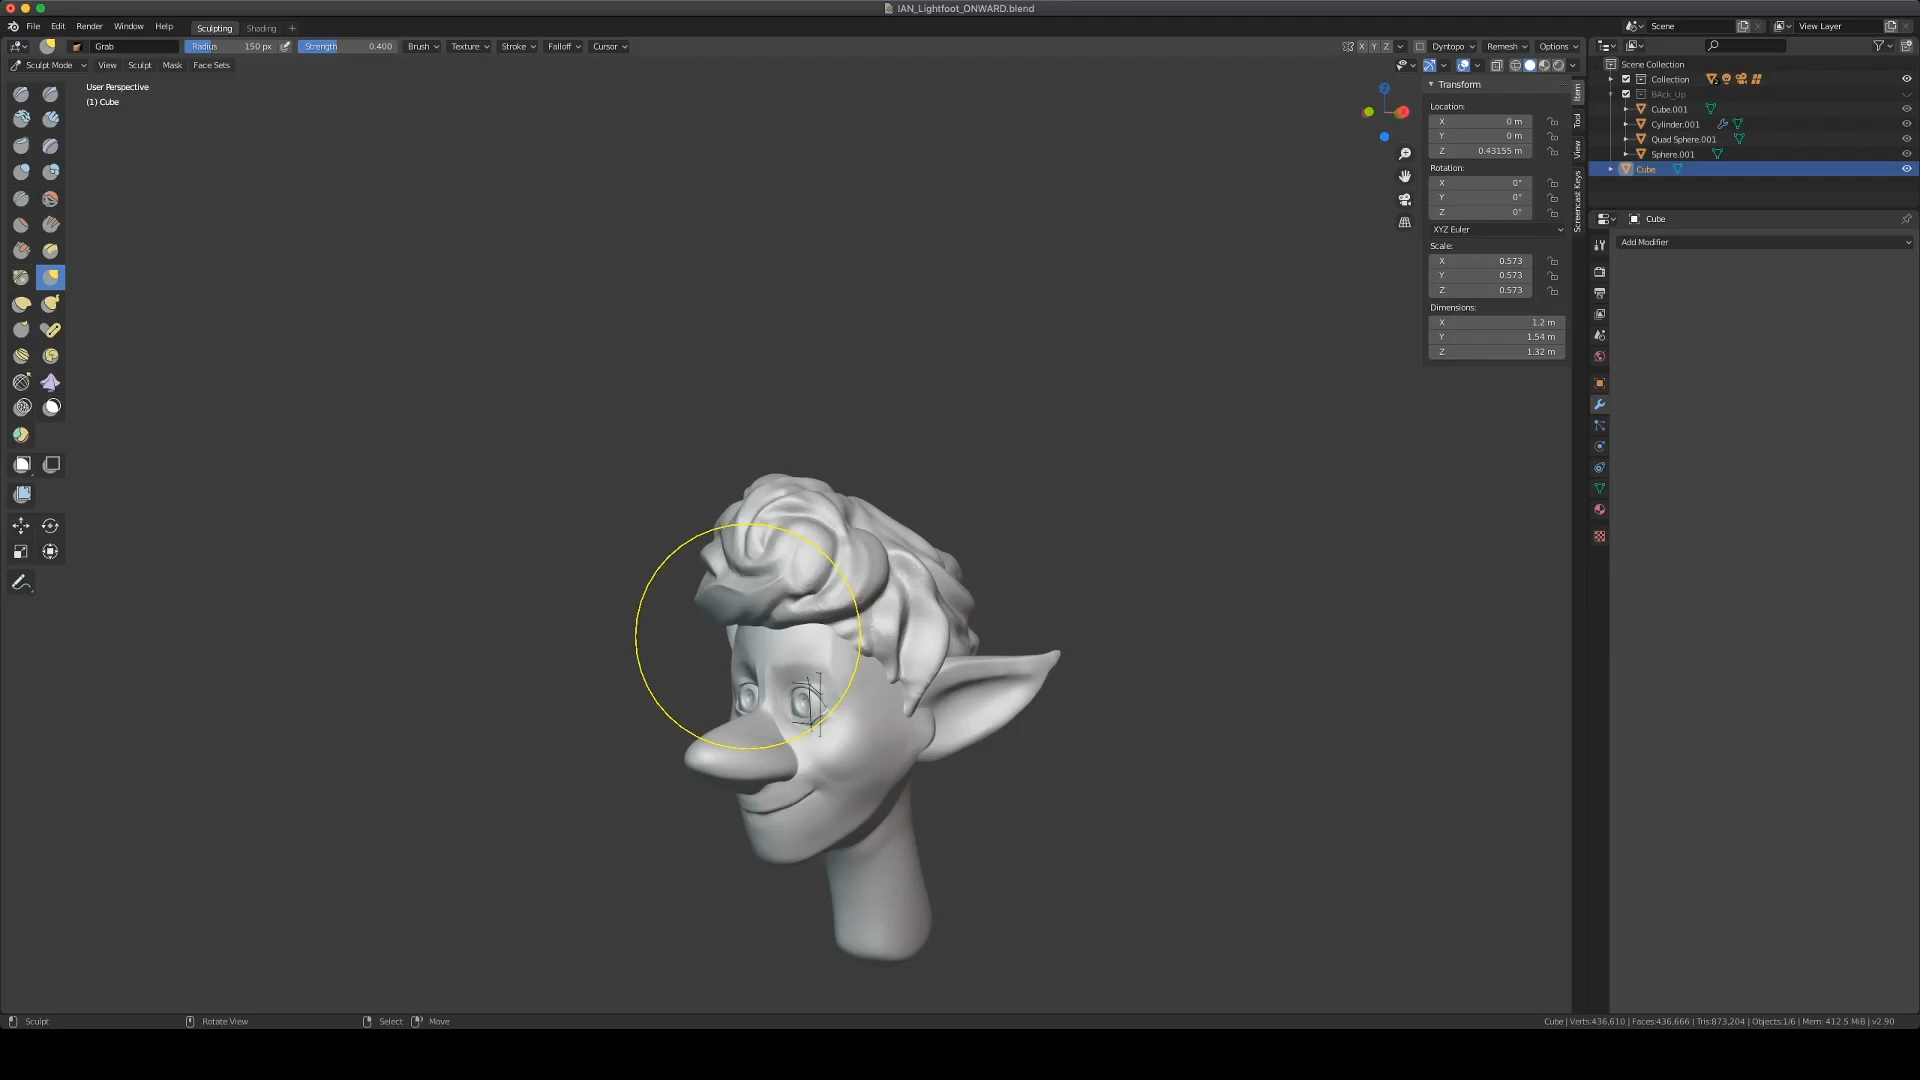 IAN_Lightfoot_ONWARD.blend
File Edit Render Window Help Sculpting Shading + Scene View Layer
Grab Radius 150 px Strength 0.400 Brush Texture Stroke Falloff Cursor X Y Z Dyntopo Remesh Options
Sculpt Mode View Sculpt Mask Face Sets
User Perspective
(1) Cube
Transform
Location:
X 0 m
Y 0 m
Z 0.43155 m
Rotation:
X 0°
Y 0°
Z 0°
XYZ Euler
Scale:
X 0.573
Y 0.573
Z 0.573
Dimensions:
X 1.2 m
Y 1.54 m
Z 1.32 m
Item
Tool
View
Screencast Keys
Scene Collection
Collection
BAck_Up
Cube.001
Cylinder.001
Quad Sphere.001
Sphere.001
Cube
Cube
Add Modifier
Sculpt Rotate View Select Move
Cube | Verts:436,610 | Faces:436,666 | Tris:873,204 | Objects:1/6 | Mem: 412.5 MiB | v2.90